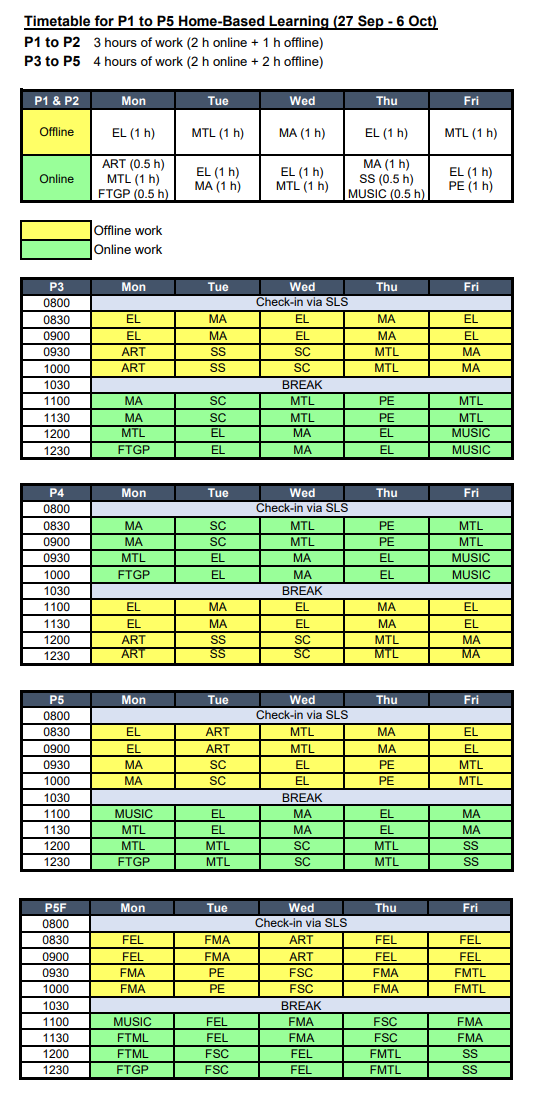 Timetable for P1 to P5 Home-Based Learning (27 Sep - 6 Oct)
P1 to P2 3 hours of work (2 h online + 1 h offline)
P3 to P5 4 hours of work (2 h online + 2 h offline)
P1 & P2 Mon Tue Wed Thu Fri
Offline EL (1 h) MTL (1 h) MA (1 h) EL (1 h) MTL (1 h)
Online
ART (0.5 h)
MTL (1 h)
FTGP (0.5 h)
EL (1 h)
MA (1 h)
EL (1 h)
MTL (1 h)
MA (1 h)
SS (0.5 h)
MUSIC (0.5 h)
EL (1 h)
PE (1 h)
Offline work
Online work
P3 Mon Tue Wed Thu Fri
0800 Check-in via SLS
0830 EL MA EL MA EL
0900 EL MA EL MA EL
0930 ART SS SC MTL MA
1000 ART SS SC MTL MA
1030 BREAK
1100 MA SC MTL PE MTL
1130 MA SC MTL PE MTL
1200 MTL EL MA EL MUSIC
1230 FTGP EL MA EL MUSIC
P4 Mon Tue Wed Thu Fri
0800 Check-in via SLS
0830 MA SC MTL PE MTL
0900 MA SC MTL PE MTL
0930 MTL EL MA EL MUSIC
1000 FTGP EL MA EL MUSIC
1030 BREAK
1100 EL MA EL MA EL
1130 EL MA EL MA EL
1200 ART SS SC MTL MA
1230 ART SS SC MTL MA
P5 Mon Tue Wed Thu Fri
0800 Check-in via SLS
0830 EL ART MTL MA EL
0900 EL ART MTL MA EL
0930 MA SC EL PE MTL
1000 MA SC EL PE MTL
1030 BREAK
1100 MUSIC EL MA EL MA
1130 MTL EL MA EL MA
1200 MTL MTL SC MTL SS
1230 FTGP MTL SC MTL SS
P5F Mon Tue Wed Thu Fri
0800 Check-in via SLS
0830 FEL FMA ART FEL FEL
0900 FEL FMA ART FEL FEL
0930 FMA PE FSC FMA FMTL
1000 FMA PE FSC FMA FMTL
1030 BREAK
1100 MUSIC FEL FMA FSC FMA
1130 FTML FEL FMA FSC FMA
1200 FTML FSC FEL FMTL SS
1230 FTGP FSC FEL FMTL SS